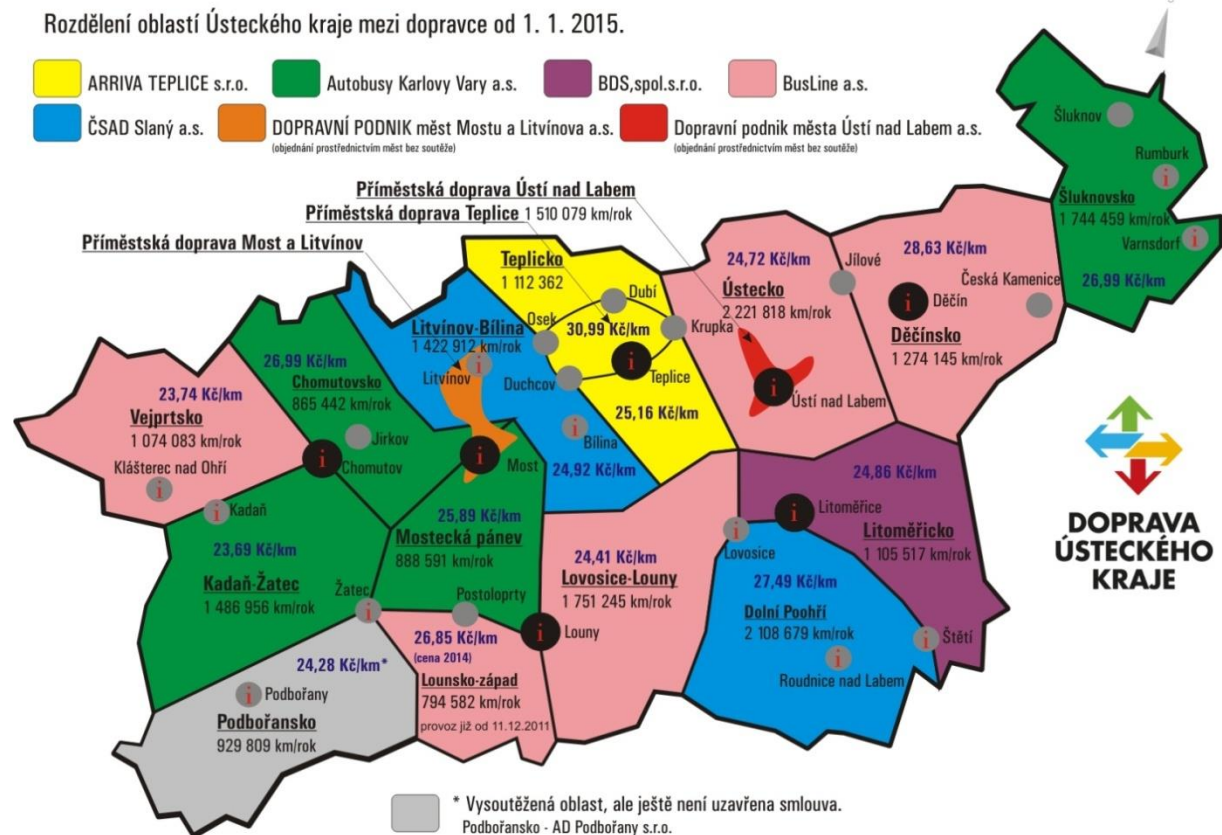 Rozdělení oblastí Ústeckého kraje mezi dopravce od 1. 1. 2015.
ARRIVA TEPLICE s.r.o.
Autobusy Karlovy Vary a.s.
BDS,spol.s.r.o.
BusLine a.s.
ČSAD Slaný a.s.
DOPRAVNÍ PODNIK měst Mostu a Litvínova a.s.
(objednání prostřednictvím měst bez soutěže)
Dopravní podnik města Ústí nad Labem a.s.
(objednání prostřednictvím měst bez soutěže)
Příměstská doprava Ústí nad Labem
Příměstská doprava Teplice 1 510 079 km/rok
Příměstská doprava Most a Litvínov
Šluknov
Rumburk
Šluknovsko
1 744 459 km/rok
Varnsdorf
26,99 Kč/km
28,63 Kč/km
Jílové
Česká Kamenice
Děčín
Děčínsko
1 274 145 km/rok
24,72 Kč/km
Ústecko
2 221 818 km/rok
Ústí nad Labem
Teplicko
1 112 362
Dubí
Osek
30,99 Kč/km
Krupka
Teplice
Duchcov
25,16 Kč/km
Litvínov-Bílina
1 422 912 km/rok
Litvínov
Bílina
24,92 Kč/km
26,99 Kč/km
Chomutovsko
865 442 km/rok
Jirkov
Chomutov
23,74 Kč/km
Vejprtsko
1 074 083 km/rok
Klášterec nad Ohří
Kadaň
Most
25,89 Kč/km
Mostecká pánev
888 591 km/rok
23,69 Kč/km
Kadaň-Žatec
1 486 956 km/rok
Žatec
Postoloprty
24,41 Kč/km
Lovosice-Louny
1 751 245 km/rok
Louny
Lovosice
24,86 Kč/km
Litoměřice
Litoměřicko
1 105 517 km/rok
27,49 Kč/km
Dolní Poohří
2 108 679 km/rok
Štětí
Roudnice nad Labem
26,85 Kč/km
(cena 2014)
Lounsko-západ
794 582 km/rok
provoz již od 11.12.2011
24,28 Kč/km*
Podbořany
Podbořansko
929 809 km/rok
DOPRAVA
ÚSTECKÉHO
KRAJE
* Vysoutěžená oblast, ale ještě není uzavřena smlouva.
Podbořansko - AD Podbořany s.r.o.